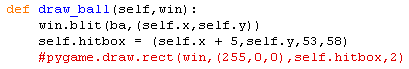 def draw_ball(self,win):
    win.blit(ba,(self.x,self.y))
    self.hitbox = (self.x + 5,self.y,53,58)
    #pygame.draw.rect(win,(255,0,0),self.hitbox,2)